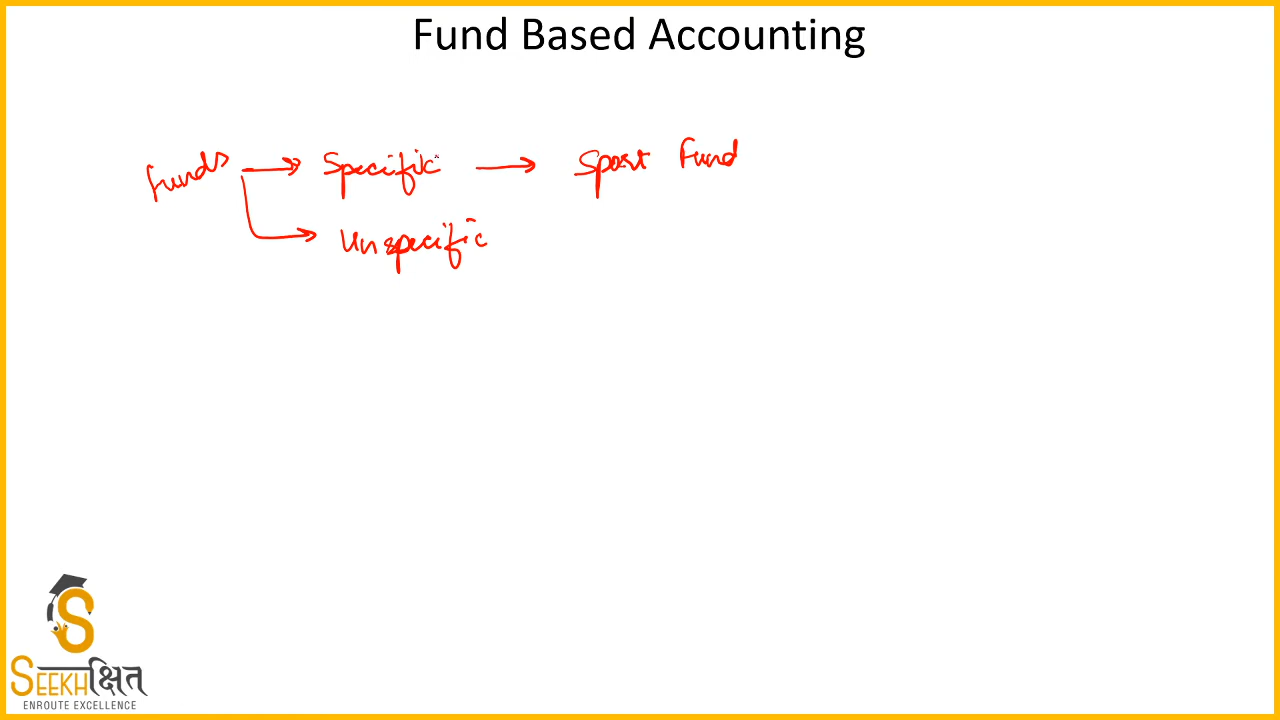 Fund Based Accounting
Funds → Specific → Sport Fund
→ Unspecific
SEEKHक्षित
ENROUTE EXCELLENCE